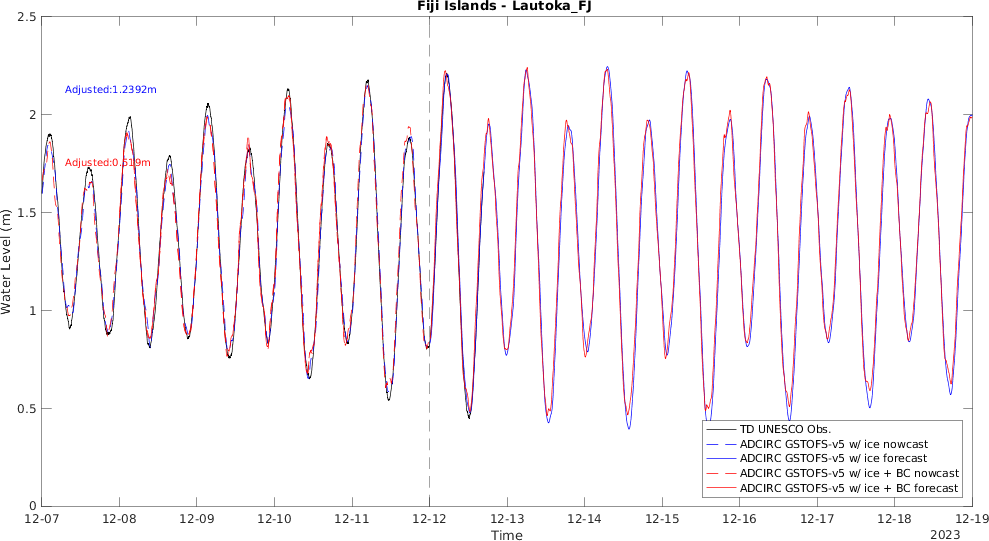 Fiji Islands - Lautoka_FJ
2.5
Adjusted:1.2392m
2
Adjusted:0.619m
1.5
Water Level (m)
1
0.5
TD UNESCO Obs.
ADCIRC GSTOFS-v5 w/ ice nowcast
ADCIRC GSTOFS-v5 w/ ice forecast
ADCIRC GSTOFS-v5 w/ ice + BC nowcast
ADCIRC GSTOFS-v5 w/ ice + BC forecast
0
12-07 12-08 12-09 12-10 12-11 12-12 12-13 12-14 12-15 12-16 12-17 12-18 12-19
Time
2023